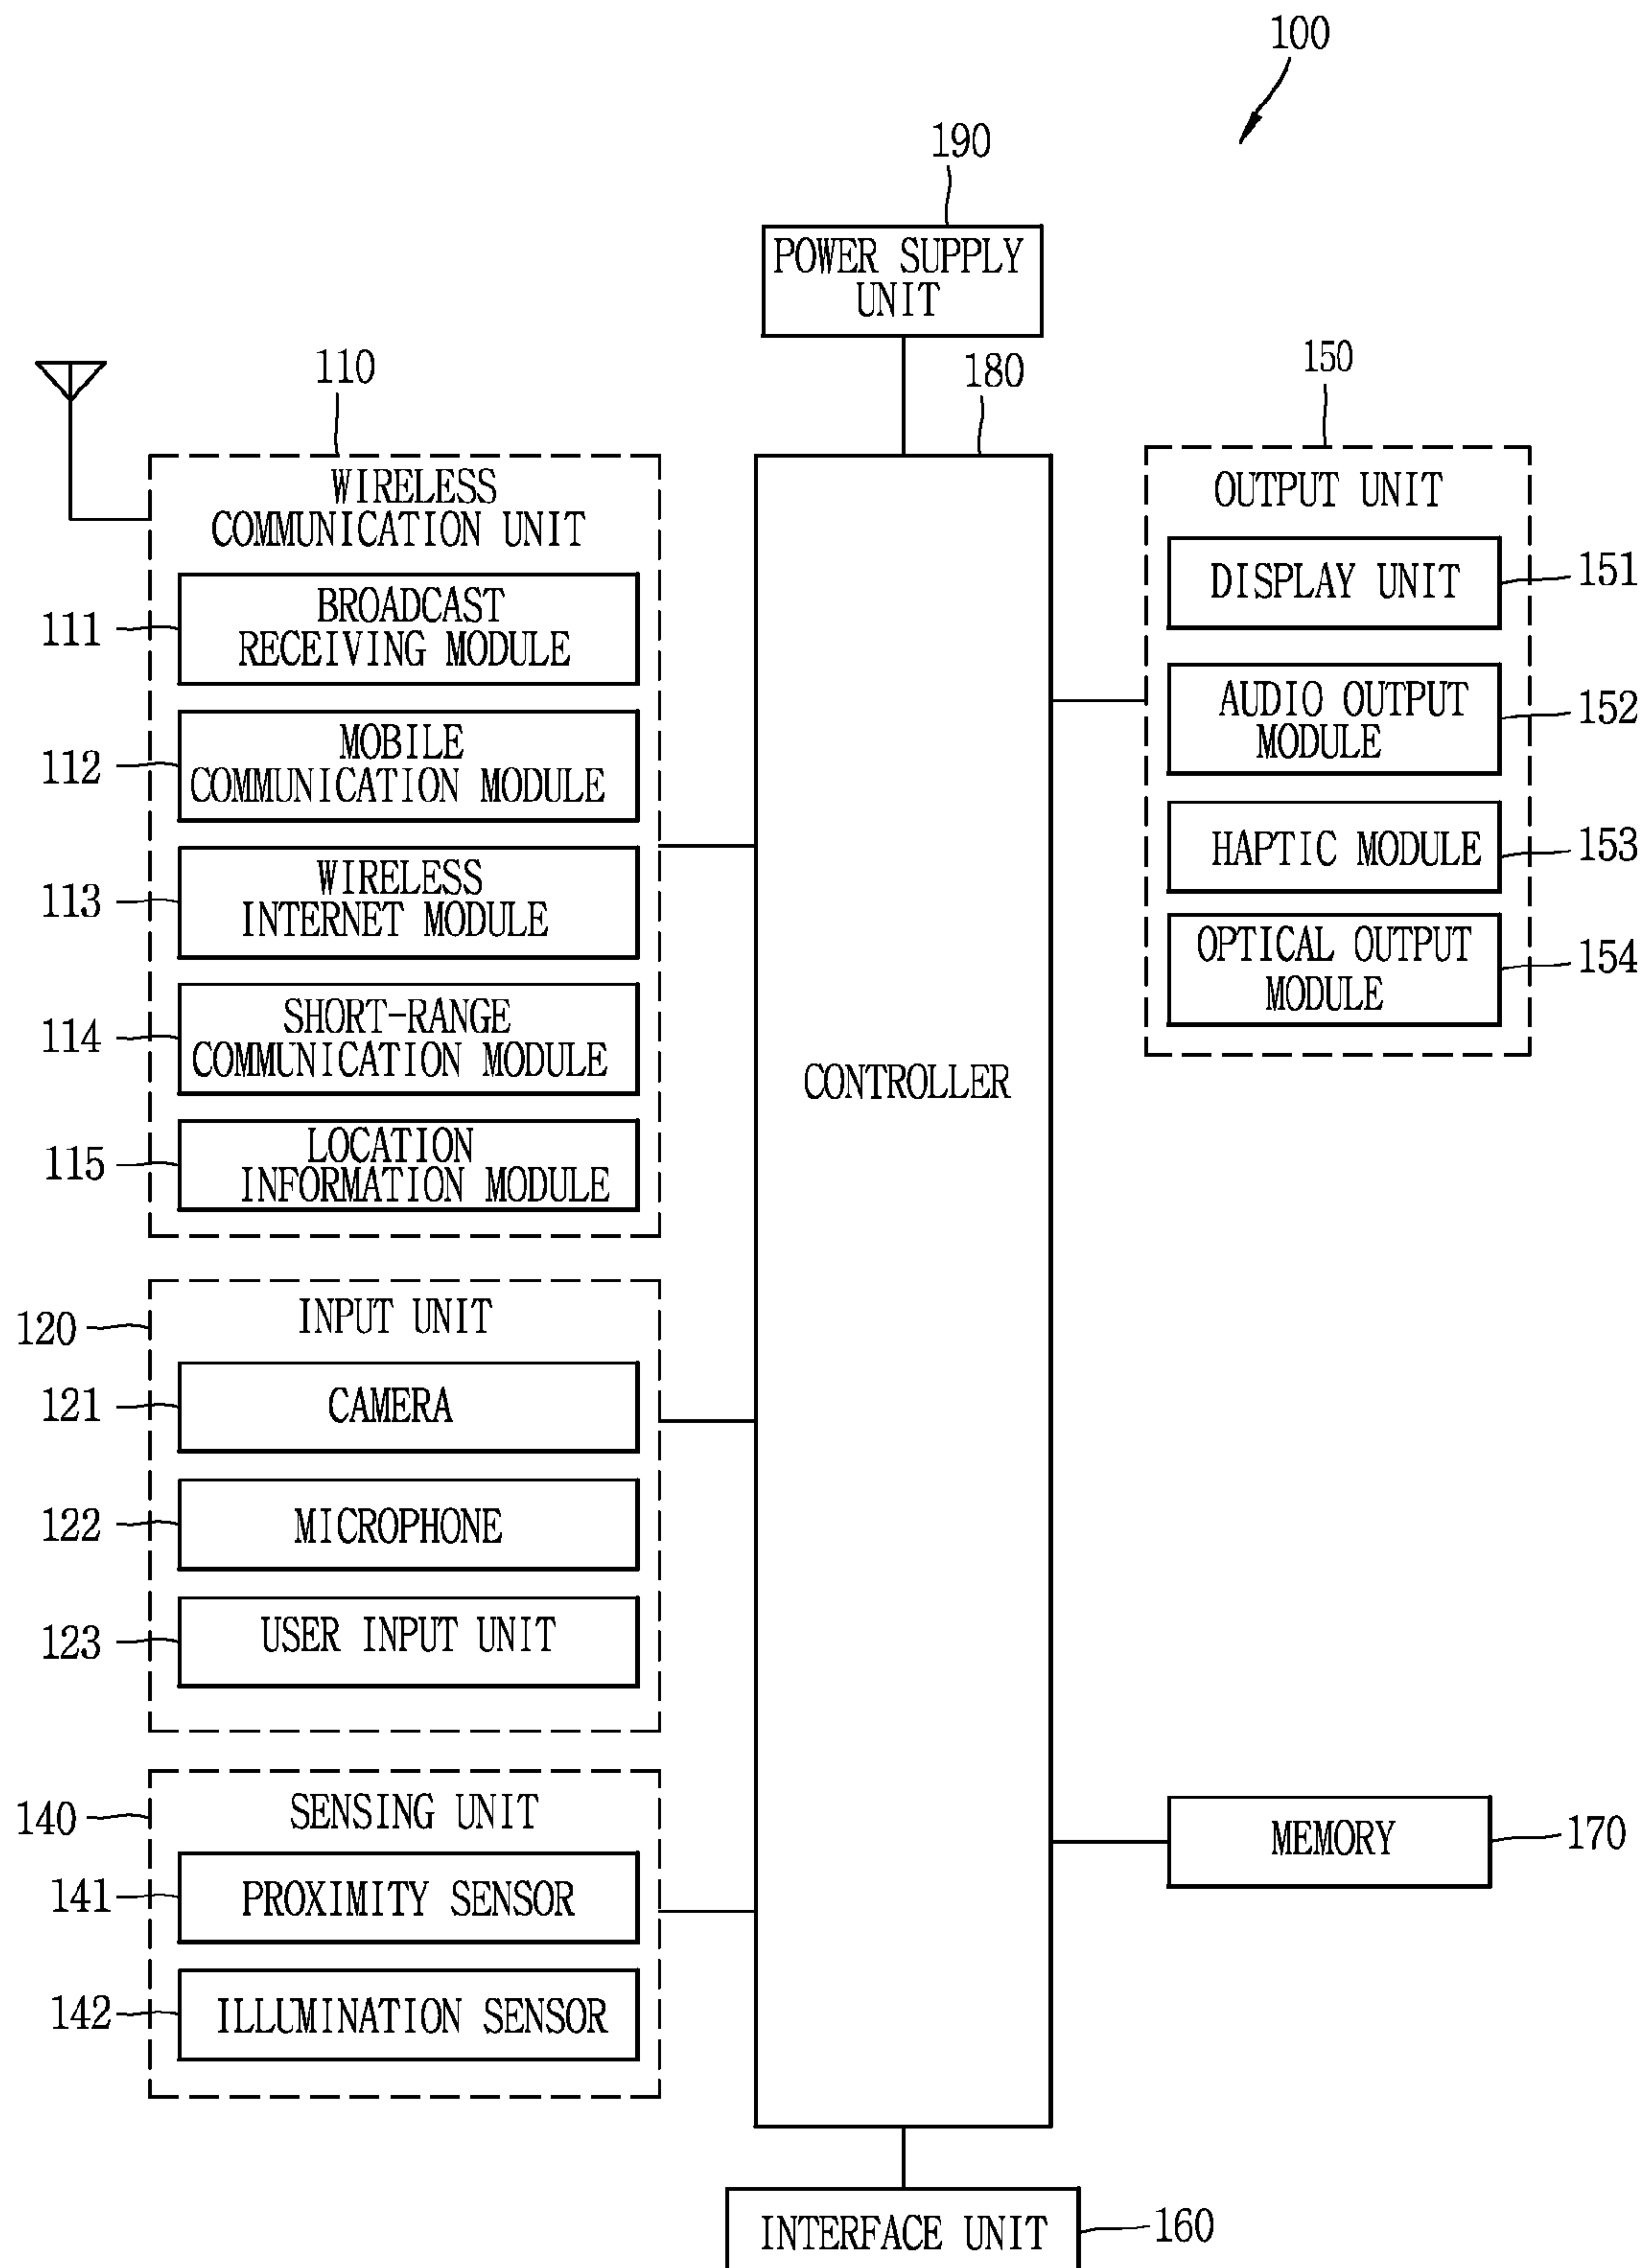 100
190
POWER SUPPLY
UNIT
110
180
150
WIRELESS
COMMUNICATION UNIT
111
BROADCAST
RECEIVING MODULE
112
MOBILE
COMMUNICATION MODULE
113
WIRELESS
INTERNET MODULE
114
SHORT-RANGE
COMMUNICATION MODULE
115
LOCATION
INFORMATION MODULE
120
INPUT UNIT
121
CAMERA
122
MICROPHONE
123
USER INPUT UNIT
140
SENSING UNIT
141
PROXIMITY SENSOR
142
ILLUMINATION SENSOR
CONTROLLER
OUTPUT UNIT
DISPLAY UNIT
151
AUDIO OUTPUT
MODULE
152
HAPTIC MODULE
153
OPTICAL OUTPUT
MODULE
154
MEMORY
170
INTERFACE UNIT
160